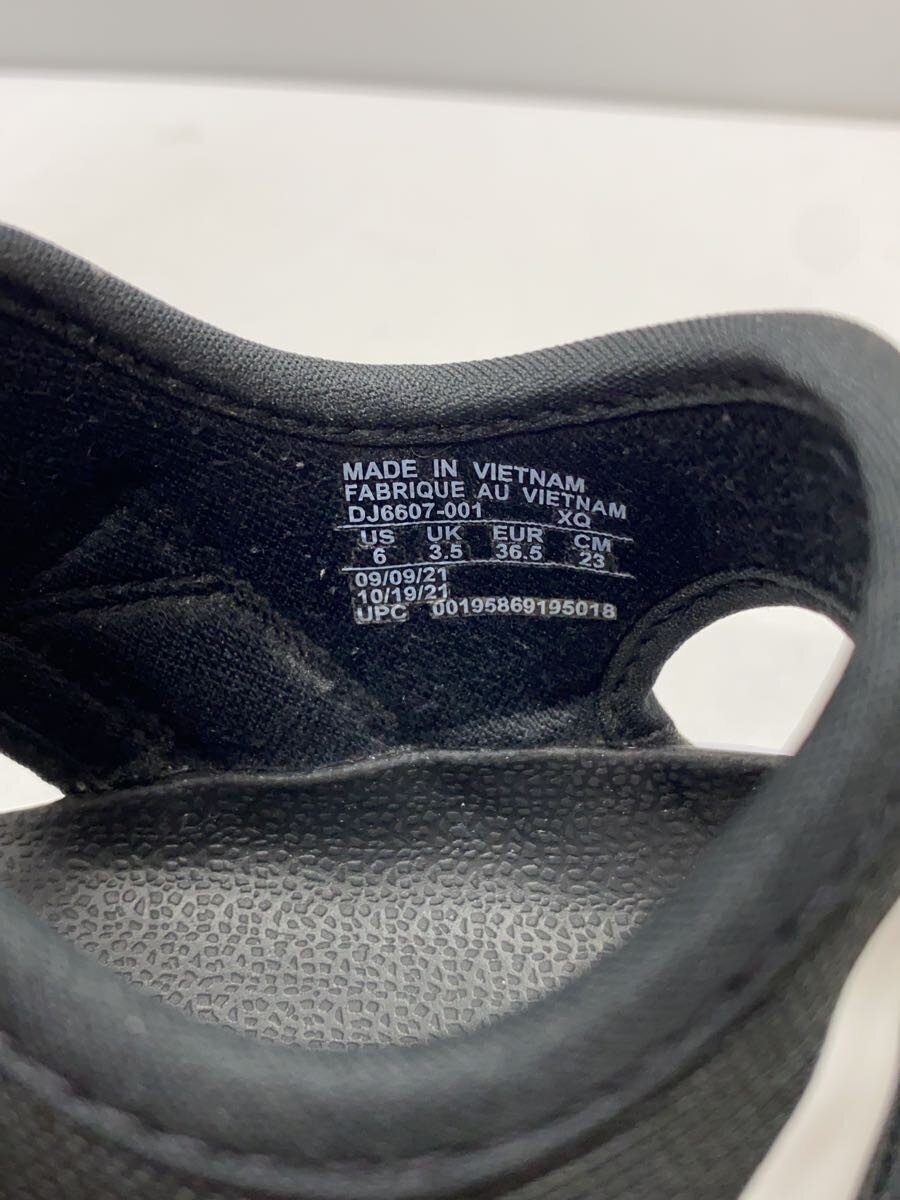 MADE IN VIETNAM
FABRIQUE AU VIETNAM
DJ6607-001 XQ
US UK EUR CM
6 3.5 36.5 23
09/09/21
10/19/21
UPC 00195869195018